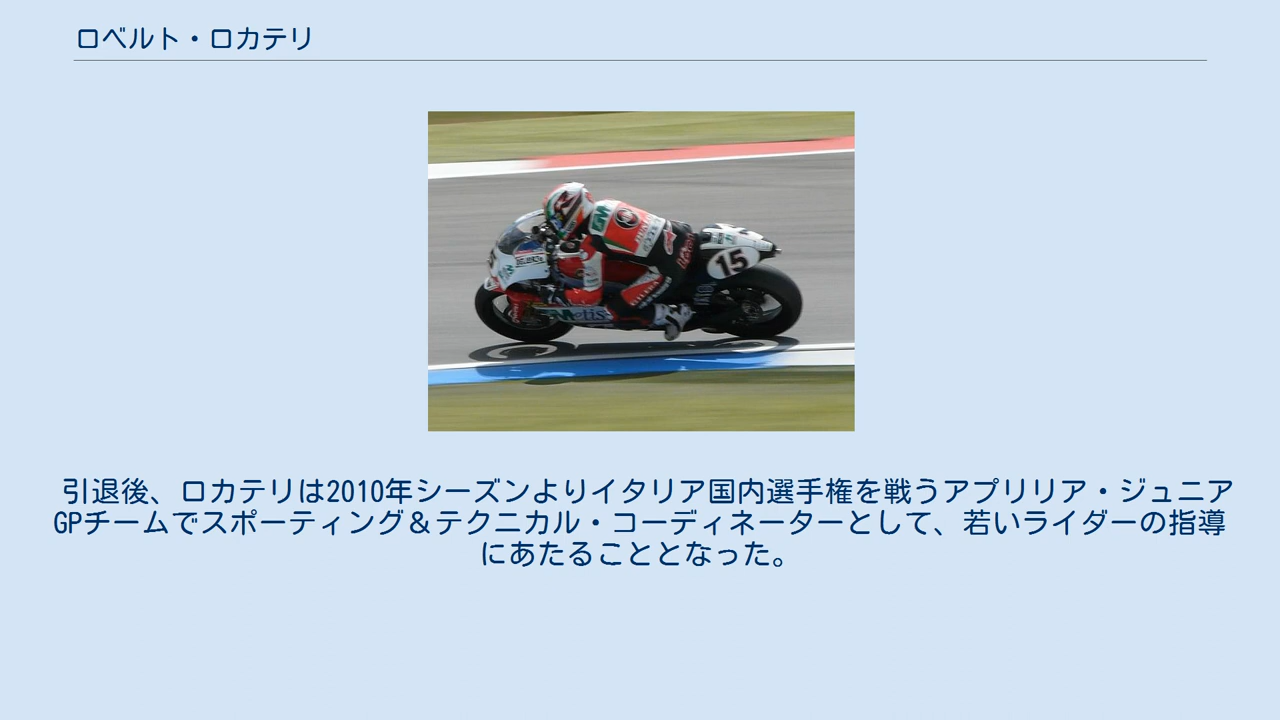 ロベルト・ロカテリ
15
Metis
引退後、ロカテリは2010年シーズンよりイタリア国内選手権を戦うアプリリア・ジュニア
GPチームでスポーティング＆テクニカル・コーディネーターとして、若いライダーの指導
にあたることとなった。